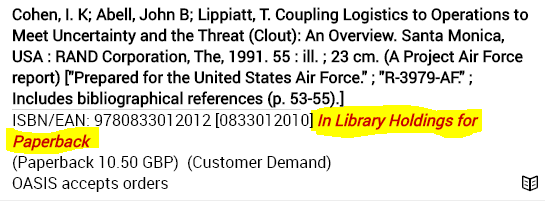 Cohen, I. K; Abell, John B; Lippiatt, T. Coupling Logistics to Operations to
Meet Uncertainty and the Threat (Clout): An Overview. Santa Monica,
USA : RAND Corporation, The, 1991. 55 : ill. ; 23 cm. (A Project Air Force
report) ["Prepared for the United States Air Force." ; "R-3979-AF." ;
Includes bibliographical references (p. 53-55).]
ISBN/EAN: 9780833012012 [0833012010] In Library Holdings for
Paperback
(Paperback 10.50 GBP) (Customer Demand)
OASIS accepts orders